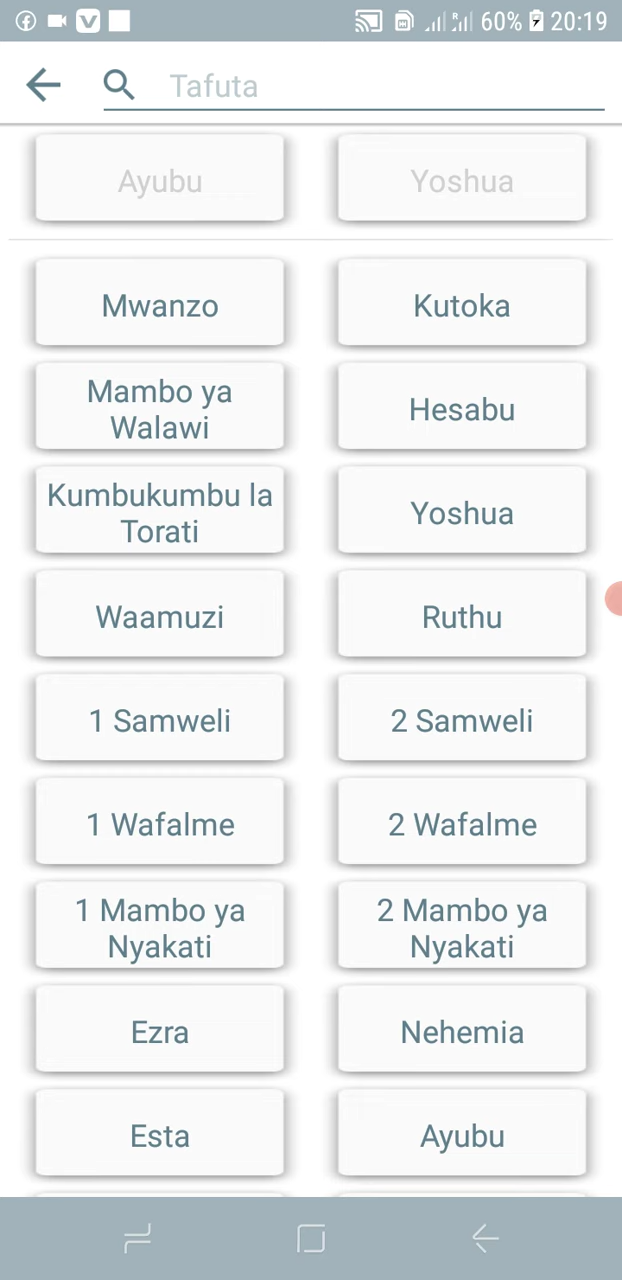 60% 20:19
Tafuta
Ayubu Yoshua
Mwanzo Kutoka
Mambo ya
Walawi
Hesabu
Kumbukumbu la
Torati
Yoshua
Waamuzi Ruthu
1 Samweli 2 Samweli
1 Wafalme 2 Wafalme
1 Mambo ya
Nyakati
2 Mambo ya
Nyakati
Ezra Nehemia
Esta Ayubu